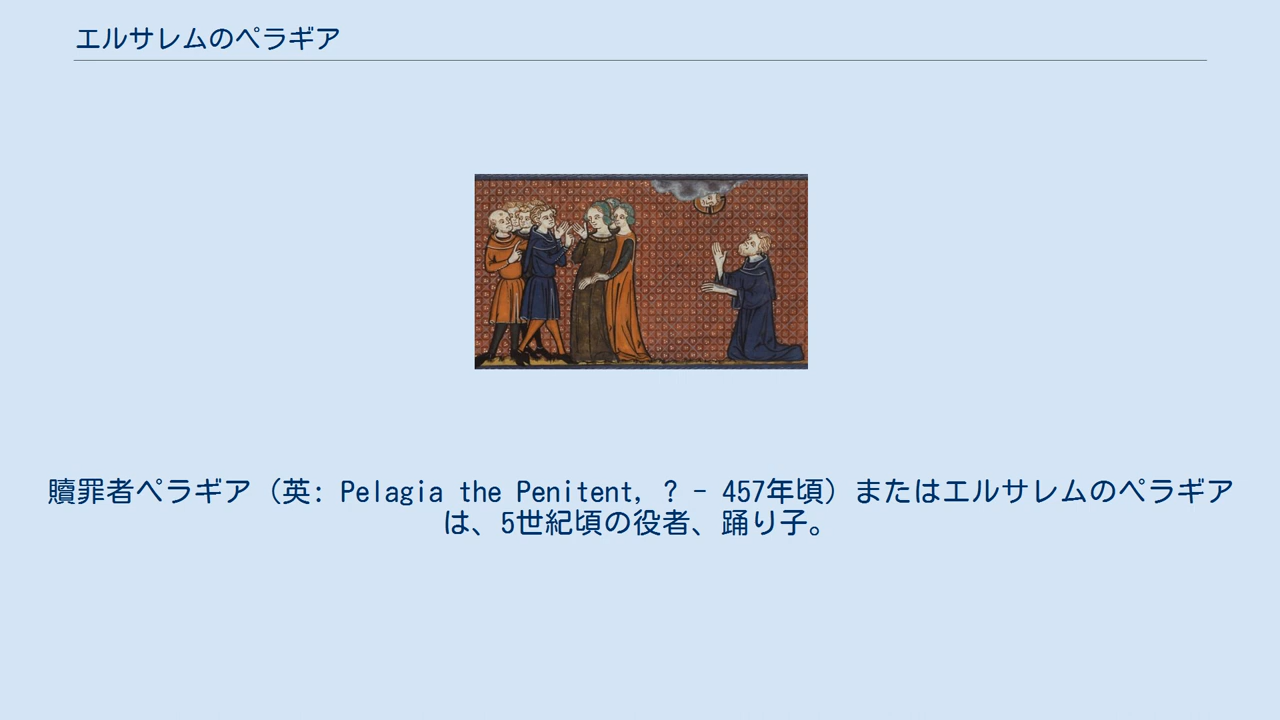 エルサレムのペラギア
贖罪者ペラギア（英: Pelagia the Penitent, ? - 457年頃）またはエルサレムのペラギア
は、5世紀頃の役者、踊り子。